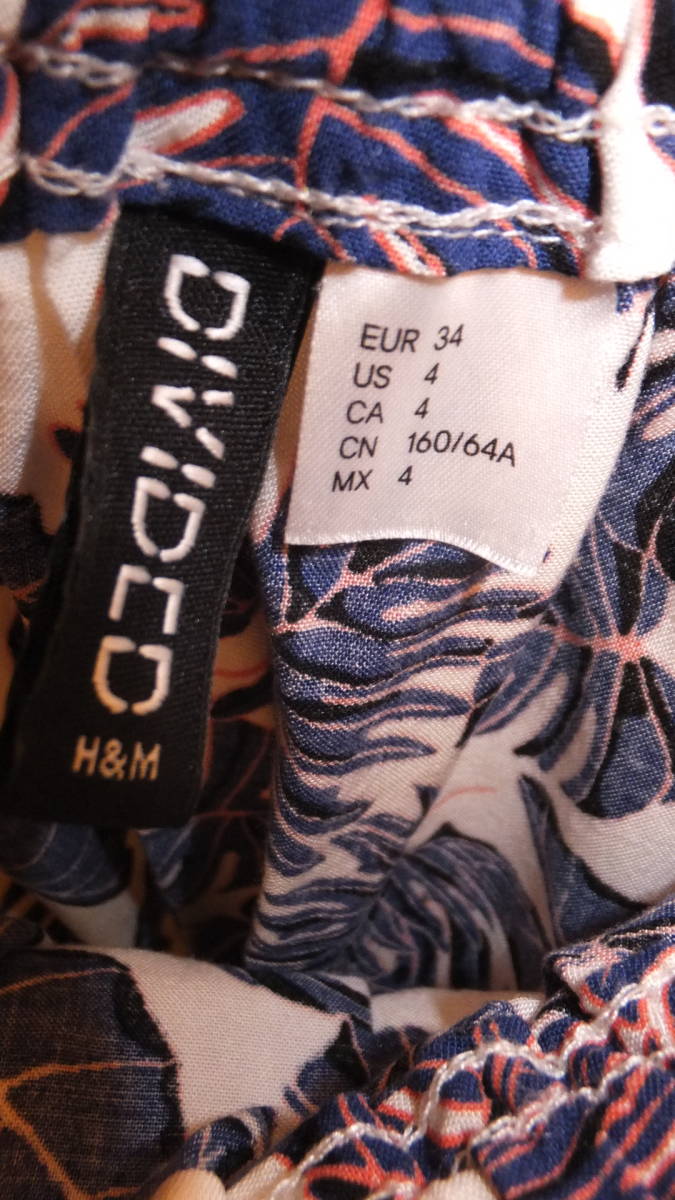 DIVIDED
H&M
EUR 34
US 4
CA 4
CN 160/64A
MX 4